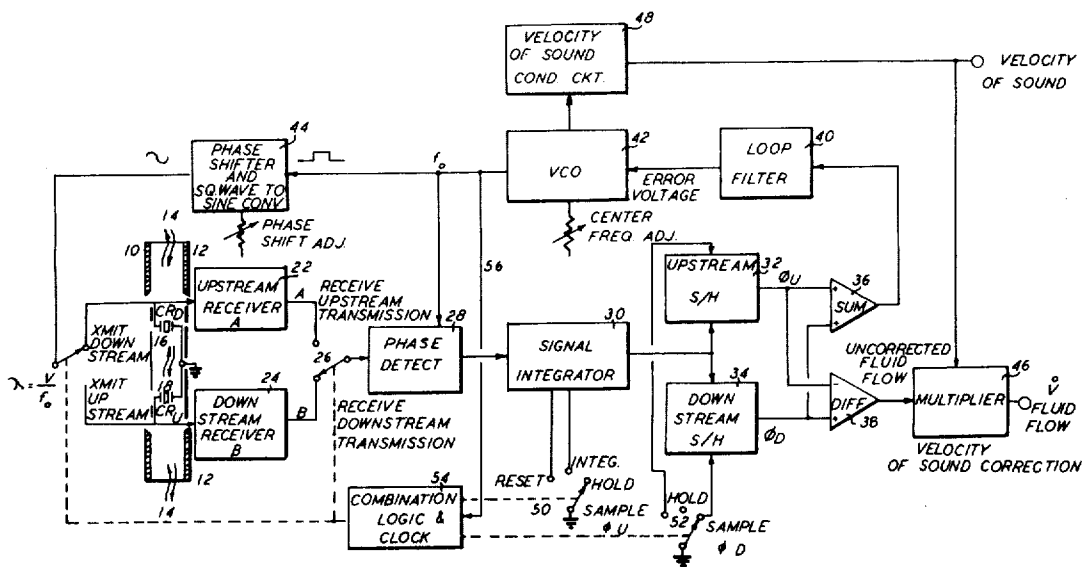 48
VELOCITY
OF SOUND
COND. CKT.
VELOCITY
OF SOUND
44
PHASE
SHIFTER
AND
SQ.WAVE TO
SINE CONV
fo
42
VCO
ERROR
VOLTAGE
40
LOOP
FILTER
PHASE
SHIFT ADJ.
CENTER
FREQ. ADJ.
56
14
10
12
22
UPSTREAM
RECEIVER
A
A
RECEIVE
UPSTREAM
TRANSMISSION
32
UPSTREAM
S/H
ϕU
36
SUM
XMIT
DOWN
STREAM
CRD
16
26
28
PHASE
DETECT
30
SIGNAL
INTEGRATOR
λ = V/fo
XMIT
UP
STREAM
18
CRU
24
DOWN
STREAM
RECEIVER
B
B
RECEIVE
DOWNSTREAM
TRANSMISSION
34
DOWN
STREAM
S/H
ϕD
UNCORRECTED
FLUID
FLOW
DIFF
38
46
MULTIPLIER
V
FLUID
FLOW
VELOCITY
OF SOUND CORRECTION
12
14
54
COMBINATION
LOGIC &
CLOCK
RESET
INTEG.
HOLD
50
SAMPLE
ϕU
HOLD
52
SAMPLE
ϕD